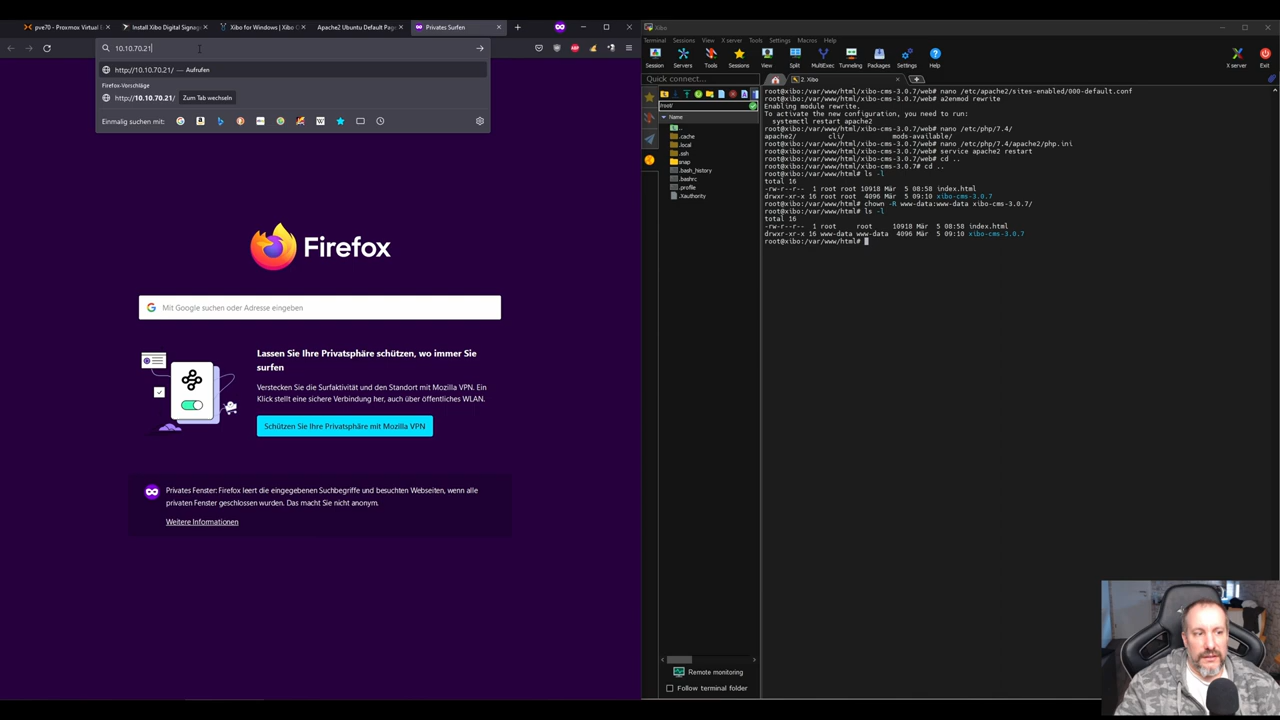 pve70 - Proxmox Virtual E
Install Xibo Digital Signag
Xibo for Windows | Xibo D
Apache2 Ubuntu Default Pag
Privates Surfen
10.10.70.21
http://10.10.70.21/ — Aufrufen
Firefox-Vorschläge
http://10.10.70.21/ Zum Tab wechseln
Einmalig suchen mit:
Firefox
Mit Google suchen oder Adresse eingeben
Lassen Sie Ihre Privatsphäre schützen, wo immer Sie
surfen
Verstecken Sie die Surfaktivität und den Standort mit Mozilla VPN. Ein
Klick stellt eine sichere Verbindung her, auch über öffentliches WLAN.
Schützen Sie Ihre Privatsphäre mit Mozilla VPN
Privates Fenster: Firefox leert die eingegebenen Suchbegriffe und besuchten Webseiten, wenn alle
privaten Fenster geschlossen wurden. Das macht Sie nicht anonym.
Weitere Informationen
Xibo
Terminal Sessions View X server Tools Settings Macros Help
Session Servers Tools Sessions View Split MultiExec Tunneling Packages Settings Help X server Exit
Quick connect...
2. Xibo
/root/
Name
..
.cache
.local
.ssh
snap
.bash_history
.bashrc
.profile
.Xauthority
Remote monitoring
Follow terminal folder
root@xibo:/var/www/html/xibo-cms-3.0.7/web# nano /etc/apache2/sites-enabled/000-default.conf
root@xibo:/var/www/html/xibo-cms-3.0.7/web# a2enmod rewrite
Enabling module rewrite.
To activate the new configuration, you need to run:
systemctl restart apache2
root@xibo:/var/www/html/xibo-cms-3.0.7/web# nano /etc/php/7.4/
apache2/ cli/ mods-available/
root@xibo:/var/www/html/xibo-cms-3.0.7/web# nano /etc/php/7.4/apache2/php.ini
root@xibo:/var/www/html/xibo-cms-3.0.7/web# service apache2 restart
root@xibo:/var/www/html/xibo-cms-3.0.7/web# cd ..
root@xibo:/var/www/html/xibo-cms-3.0.7# cd ..
root@xibo:/var/www/html# ls -l
total 16
-rw-r--r-- 1 root root 10918 Mär 5 08:58 index.html
drwxr-xr-x 16 root root 4096 Mär 5 09:10 xibo-cms-3.0.7
root@xibo:/var/www/html# chown -R www-data:www-data xibo-cms-3.0.7/
root@xibo:/var/www/html# ls -l
total 16
-rw-r--r-- 1 root root 10918 Mär 5 08:58 index.html
drwxr-xr-x 16 www-data www-data 4096 Mär 5 09:10 xibo-cms-3.0.7
root@xibo:/var/www/html#